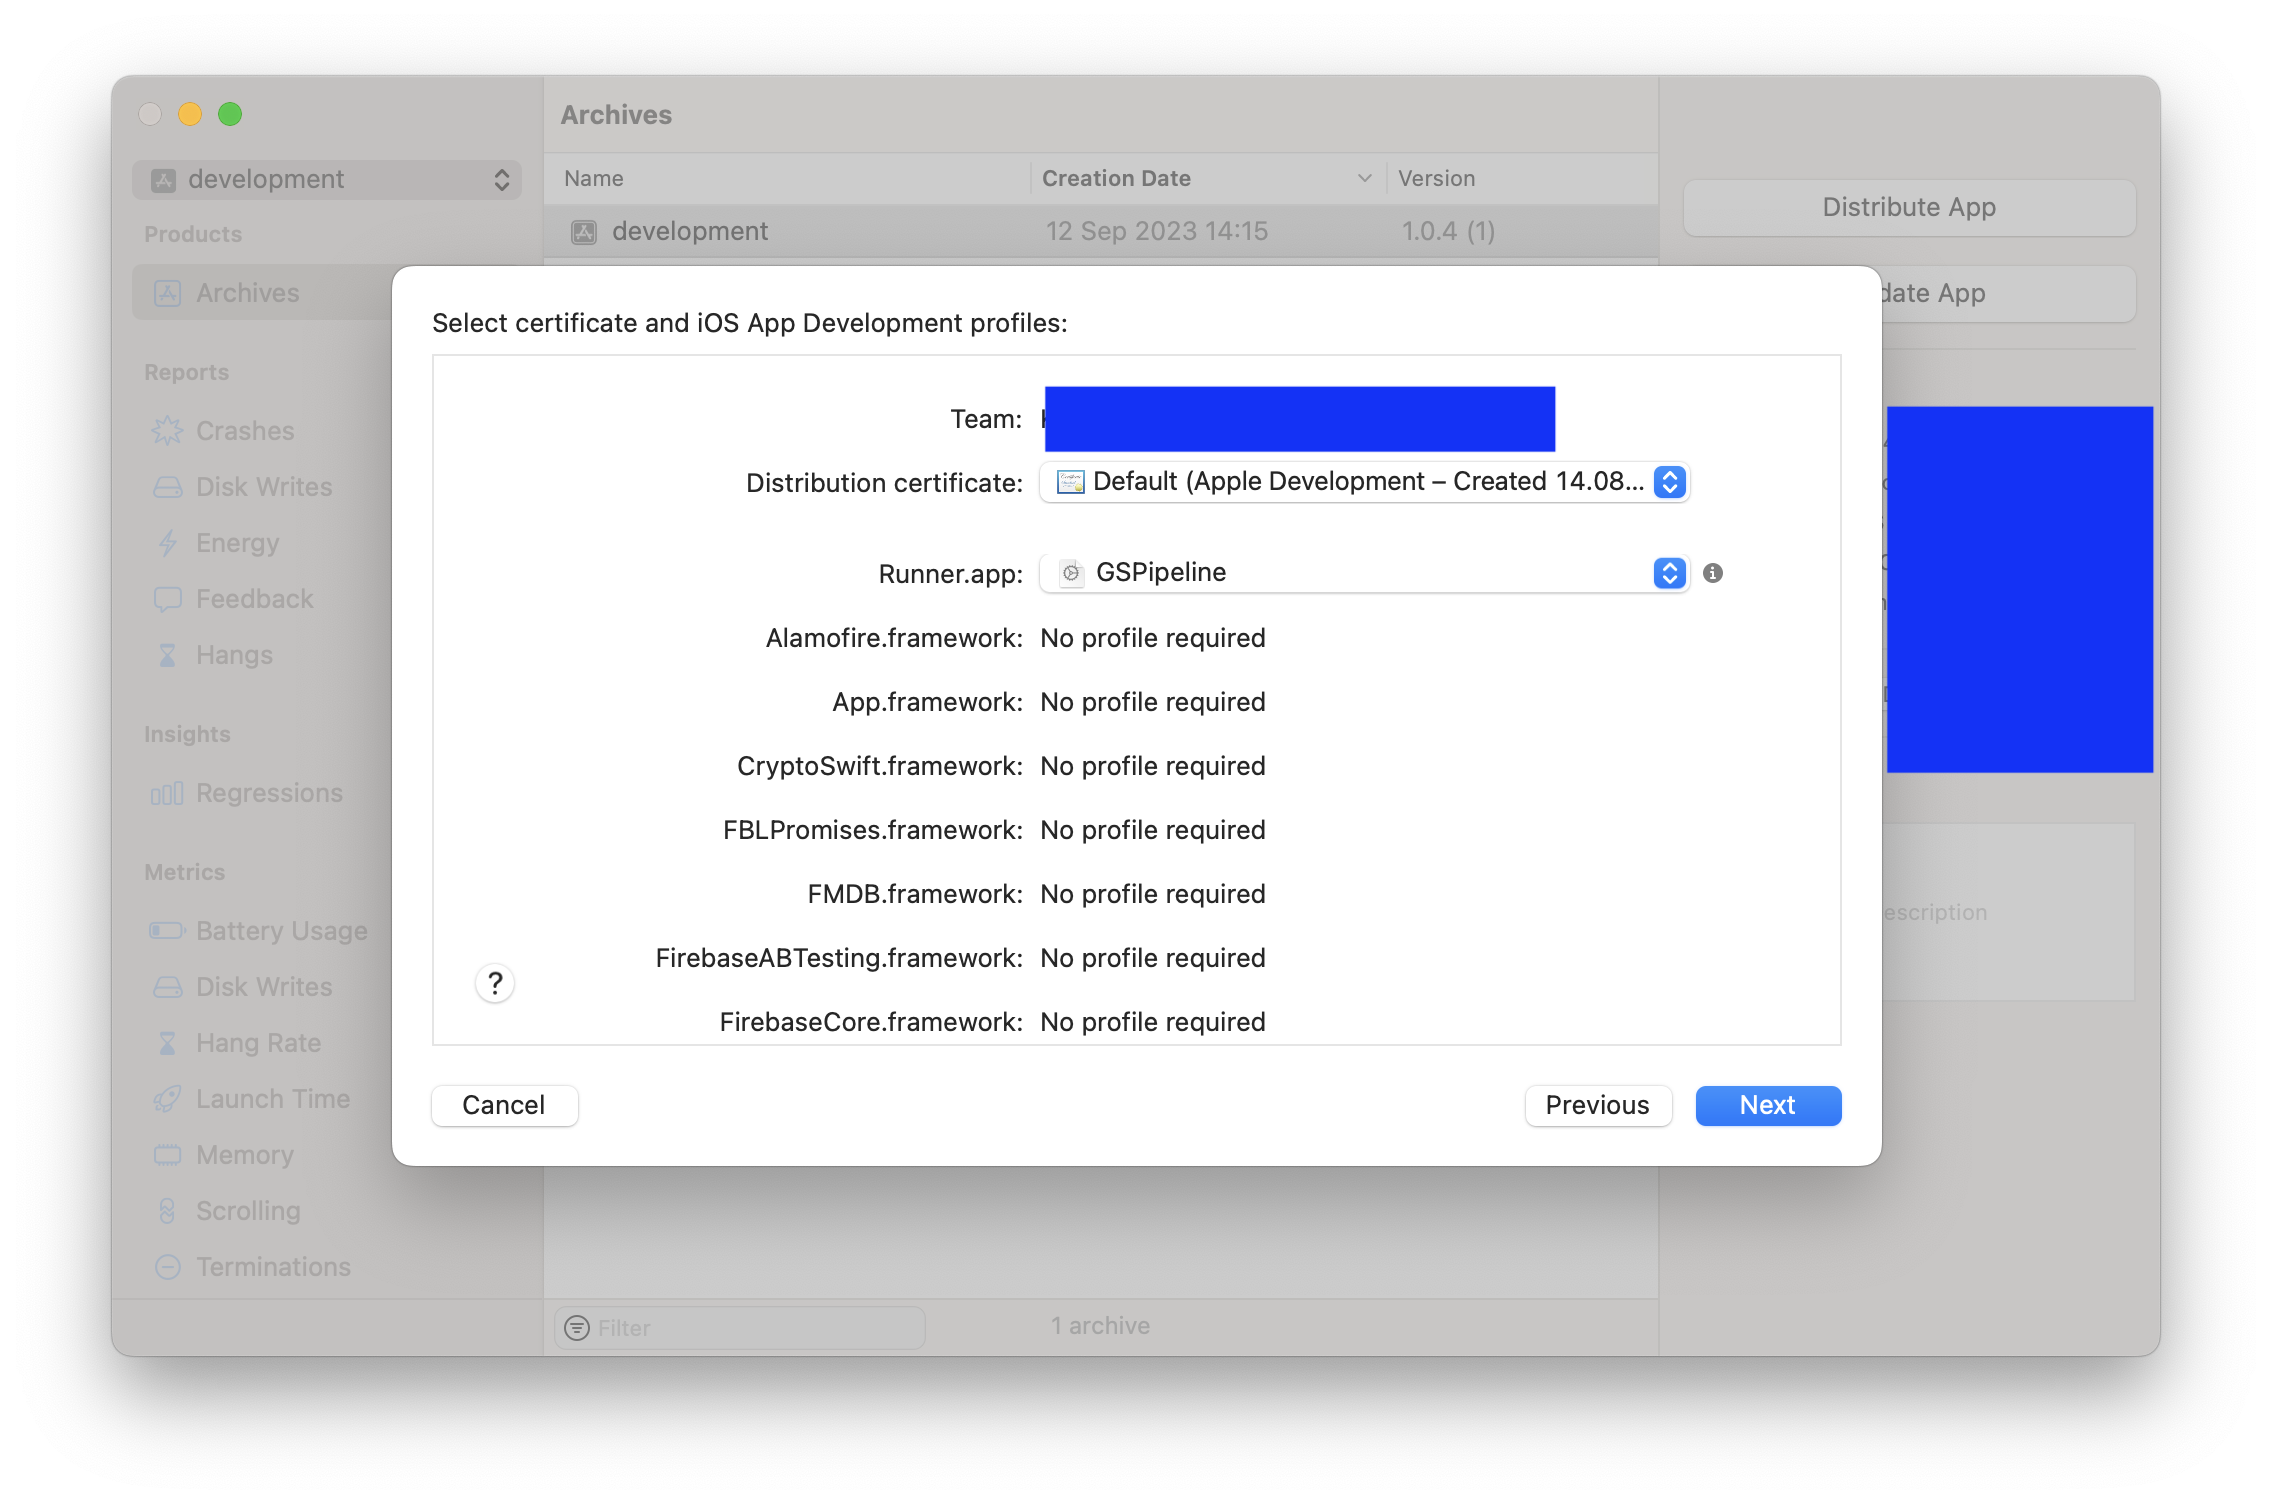 Archives
development
Name
Creation Date
Version
Products
development
12 Sep 2023 14:15
1.0.4 (1)
Distribute App
Archives
date App
Select certificate and iOS App Development profiles:
Reports
Crashes
Disk Writes
Energy
Feedback
Hangs
Insights
Regressions
Metrics
Battery Usage
Disk Writes
Hang Rate
Launch Time
Memory
Scrolling
Terminations
Team:
Distribution certificate: Default (Apple Development – Created 14.08...
Runner.app: GSPipeline
Alamofire.framework: No profile required
App.framework: No profile required
CryptoSwift.framework: No profile required
FBLPromises.framework: No profile required
FMDB.framework: No profile required
FirebaseABTesting.framework: No profile required
?
FirebaseCore.framework: No profile required
escription
Cancel
Previous
Next
Filter
1 archive